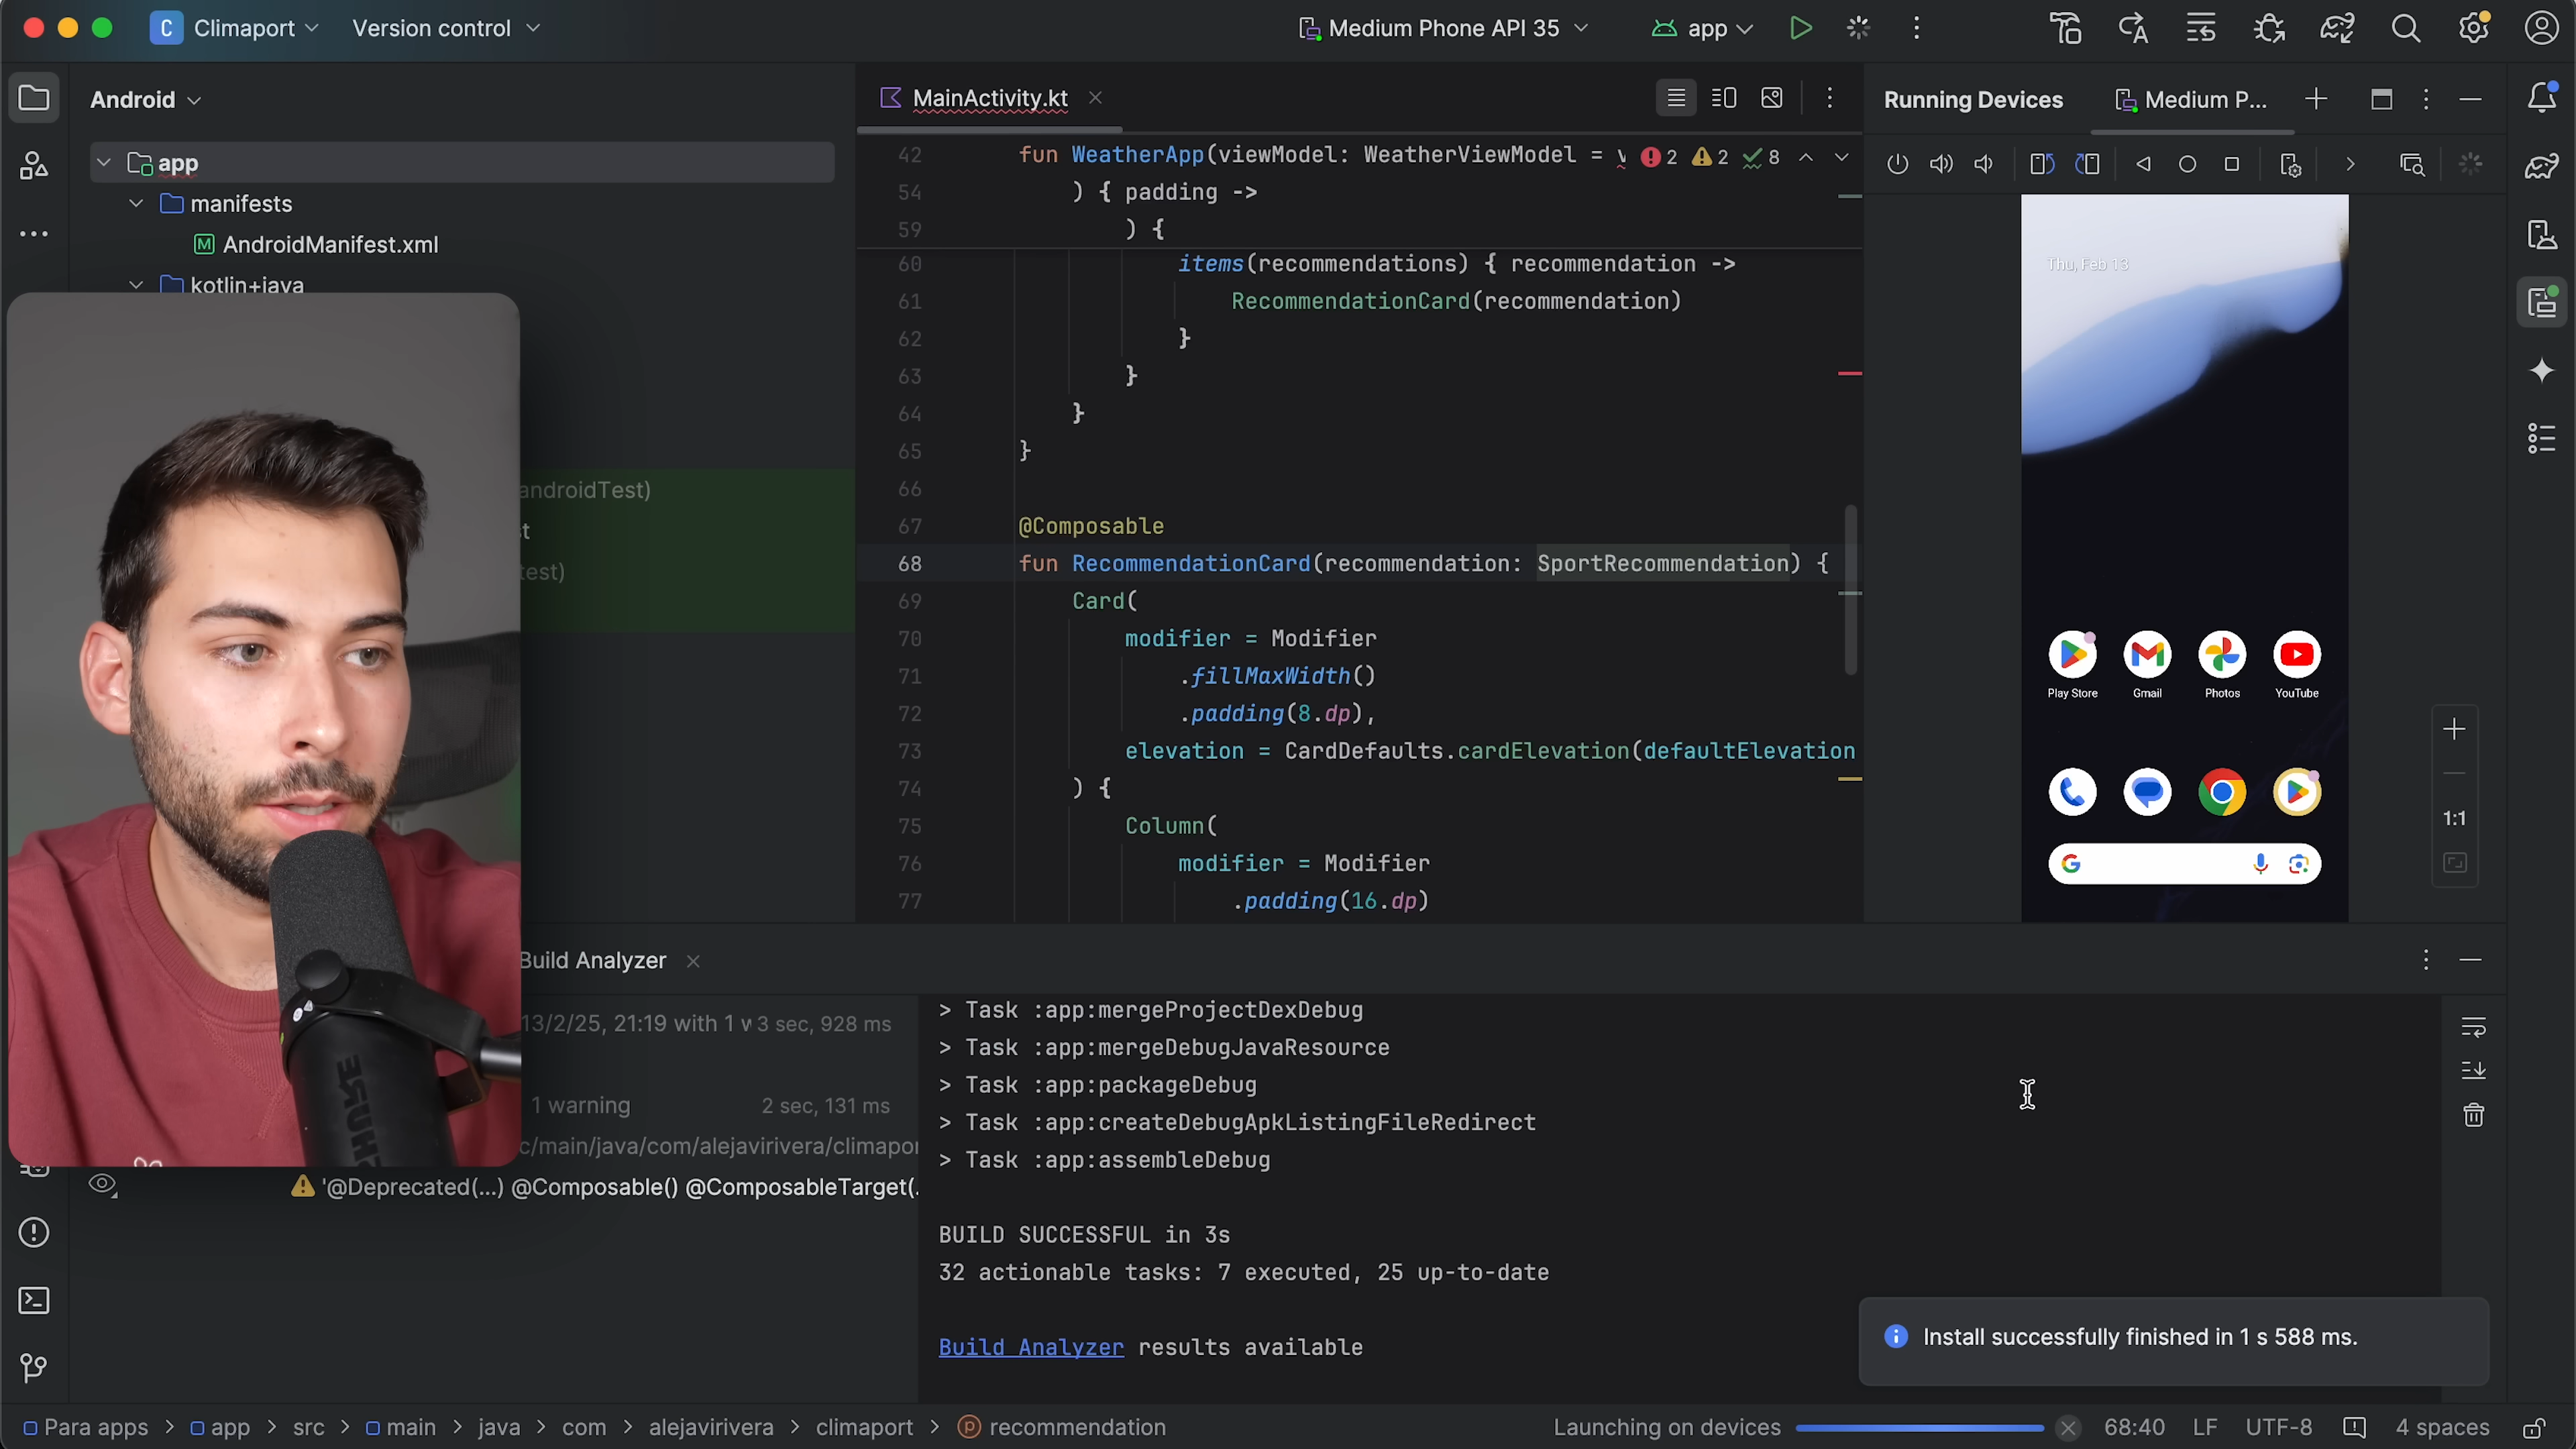 C Climaport Version control Medium Phone API 35 app
Android
MainActivity.kt
Running Devices Medium P...
app
manifests
AndroidManifest.xml
kotlin+java
androidTest)
test)
42 fun WeatherApp(viewModel: WeatherViewModel = 2 2 8
54 ) { padding ->
59 ) {
60 items(recommendations) { recommendation ->
61 RecommendationCard(recommendation)
62 }
63 }
64 }
65 }
66
67 @Composable
68 fun RecommendationCard(recommendation: SportRecommendation) {
69 Card(
70 modifier = Modifier
71 .fillMaxWidth()
72 .padding(8.dp),
73 elevation = CardDefaults.cardElevation(defaultElevation
74 ) {
75 Column(
76 modifier = Modifier
77 .padding(16.dp)
Thu, Feb 13
Play Store Gmail Photos YouTube
1:1
Build Analyzer
13/2/25, 21:19 with 1 w 3 sec, 928 ms
1 warning 2 sec, 131 ms
c/main/java/com/alejavirivera/climapor
'@Deprecated(...) @Composable() @ComposableTarget(.
> Task :app:mergeProjectDexDebug
> Task :app:mergeDebugJavaResource
> Task :app:packageDebug
> Task :app:createDebugApkListingFileRedirect
> Task :app:assembleDebug
BUILD SUCCESSFUL in 3s
32 actionable tasks: 7 executed, 25 up-to-date
Build Analyzer results available
Install successfully finished in 1 s 588 ms.
Para apps > app > src > main > java > com > alejavirivera > climaport > recommendation
Launching on devices 68:40 LF UTF-8 4 spaces